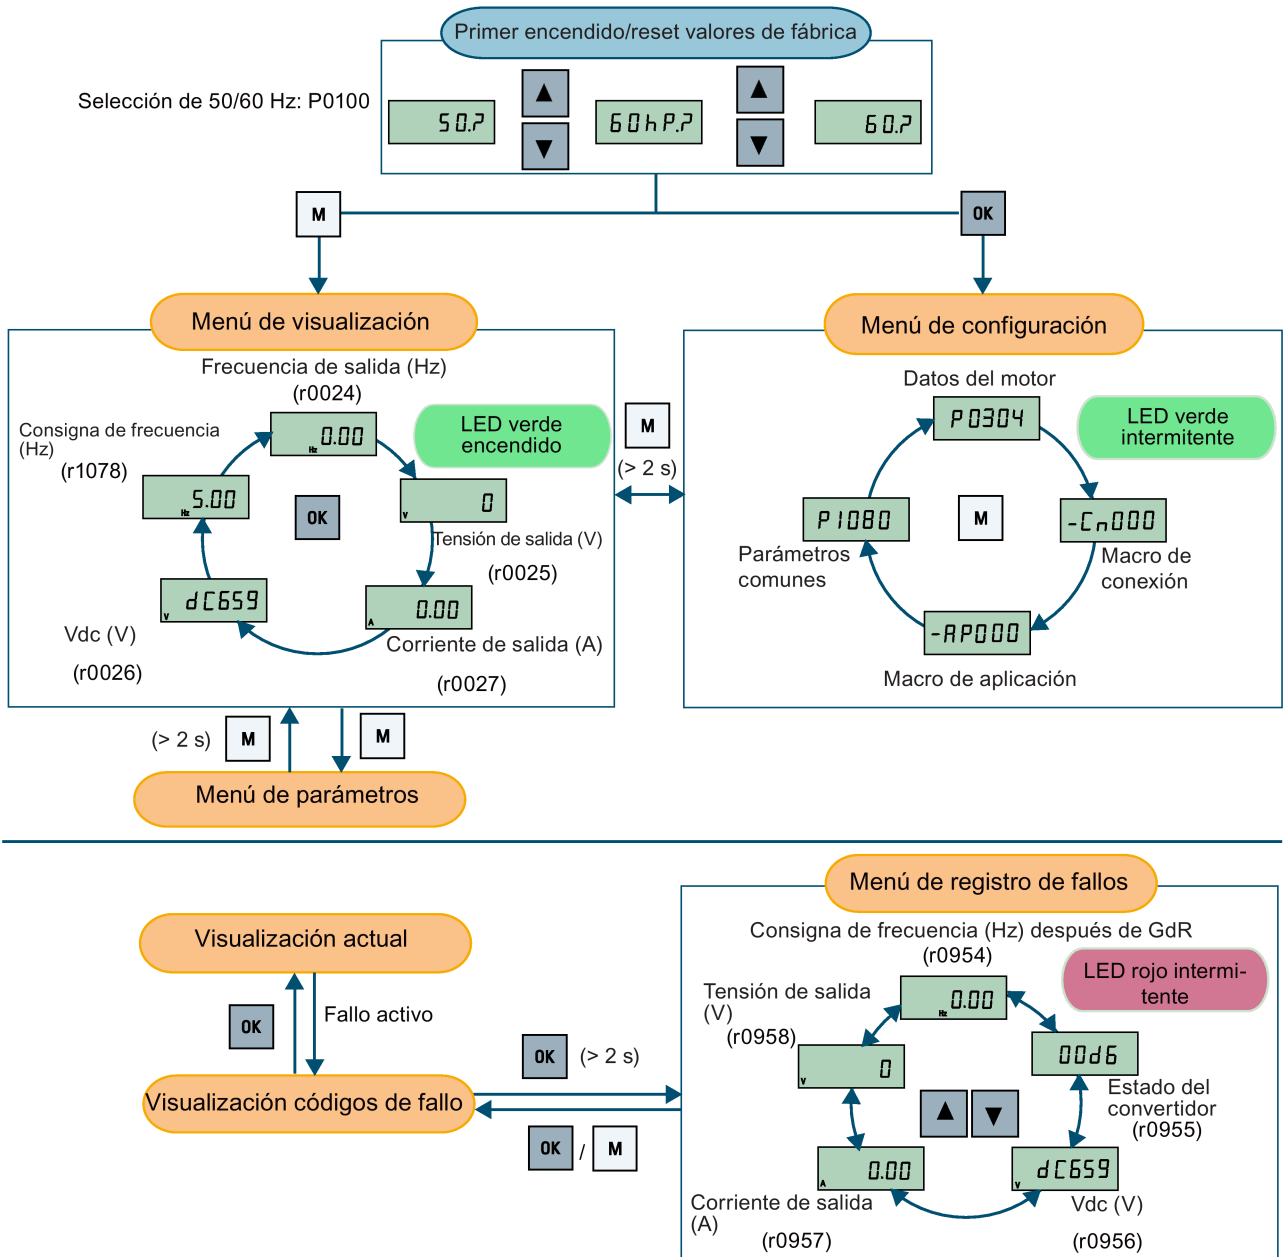 Primer encendido/reset valores de fábrica
Selección de 50/60 Hz: P0100
50.?
60hP.?
60.?
M
OK
Menú de visualización
Frecuencia de salida (Hz)
(r0024)
Hz 0.00
LED verde
encendido
Consigna de frecuencia
(Hz)
(r1078)
Hz 5.00
OK
V 0
Tensión de salida (V)
(r0025)
V dC659
A 0.00
Vdc (V)
(r0026)
Corriente de salida (A)
(r0027)
M
(> 2 s)
Menú de configuración
Datos del motor
P0304
LED verde
intermitente
P1080
M
-Cn000
Parámetros
comunes
Macro de
conexión
-AP000
Macro de aplicación
(> 2 s)
M
M
Menú de parámetros
Visualización actual
OK
Fallo activo
Visualización códigos de fallo
OK
(> 2 s)
OK
/
M
Menú de registro de fallos
Consigna de frecuencia (Hz) después de GdR
(r0954)
LED rojo intermi-
tente
Hz 0.00
Tensión de salida
(V)
(r0958)
V 0
00d6
Estado del
convertidor
(r0955)
A 0.00
V dC659
Corriente de salida
(A)
(r0957)
Vdc (V)
(r0956)